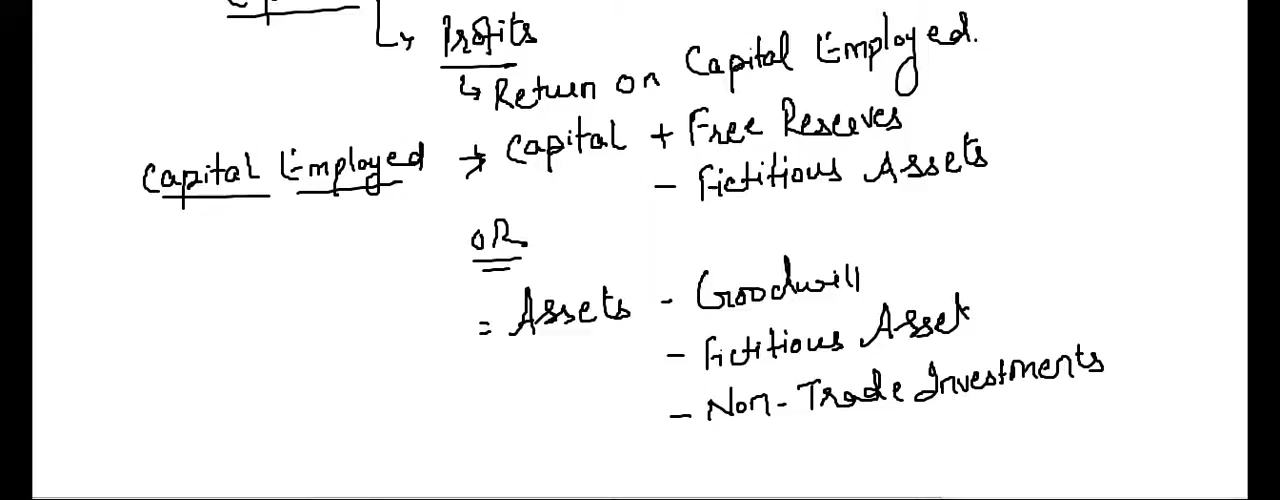 ↳ Profits
↳ Return on Capital Employed.
Capital Employed → Capital + Free Reserves
- Fictitious Assets
OR
= Assets - Goodwill
- Fictitious Asset
- Non-Trade Investments